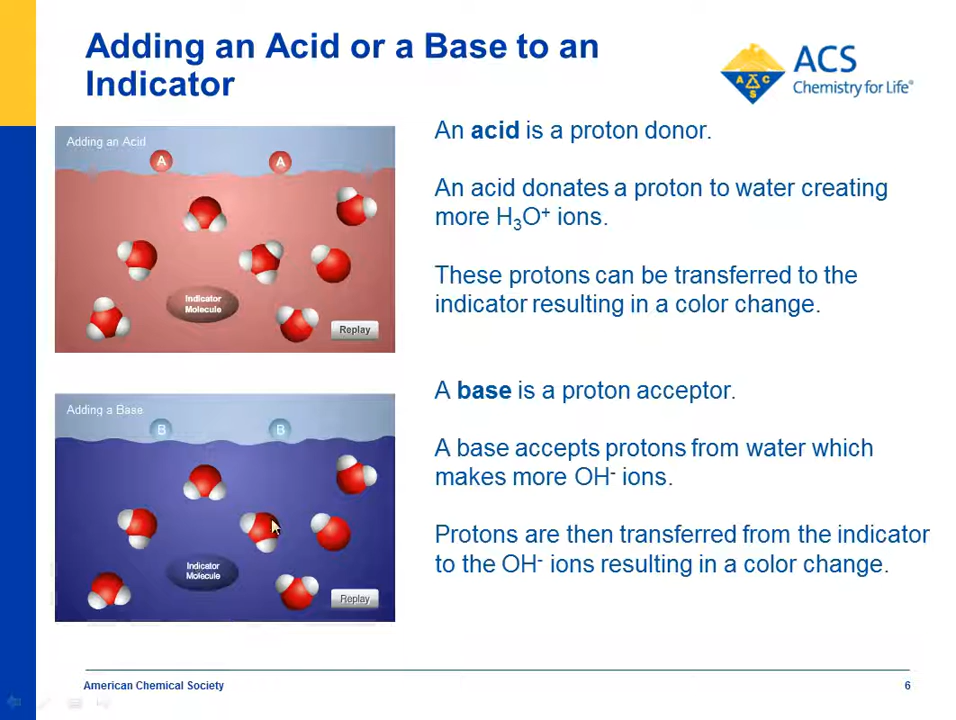 Adding an Acid or a Base to an
Indicator
A C
S
ACS
Chemistry for Life®
Adding an Acid
A A
Indicator
Molecule
Replay
An acid is a proton donor.
An acid donates a proton to water creating
more H₃O⁺ ions.
These protons can be transferred to the
indicator resulting in a color change.
Adding a Base
B B
Indicator
Molecule
Replay
A base is a proton acceptor.
A base accepts protons from water which
makes more OH⁻ ions.
Protons are then transferred from the indicator
to the OH⁻ ions resulting in a color change.
American Chemical Society
6